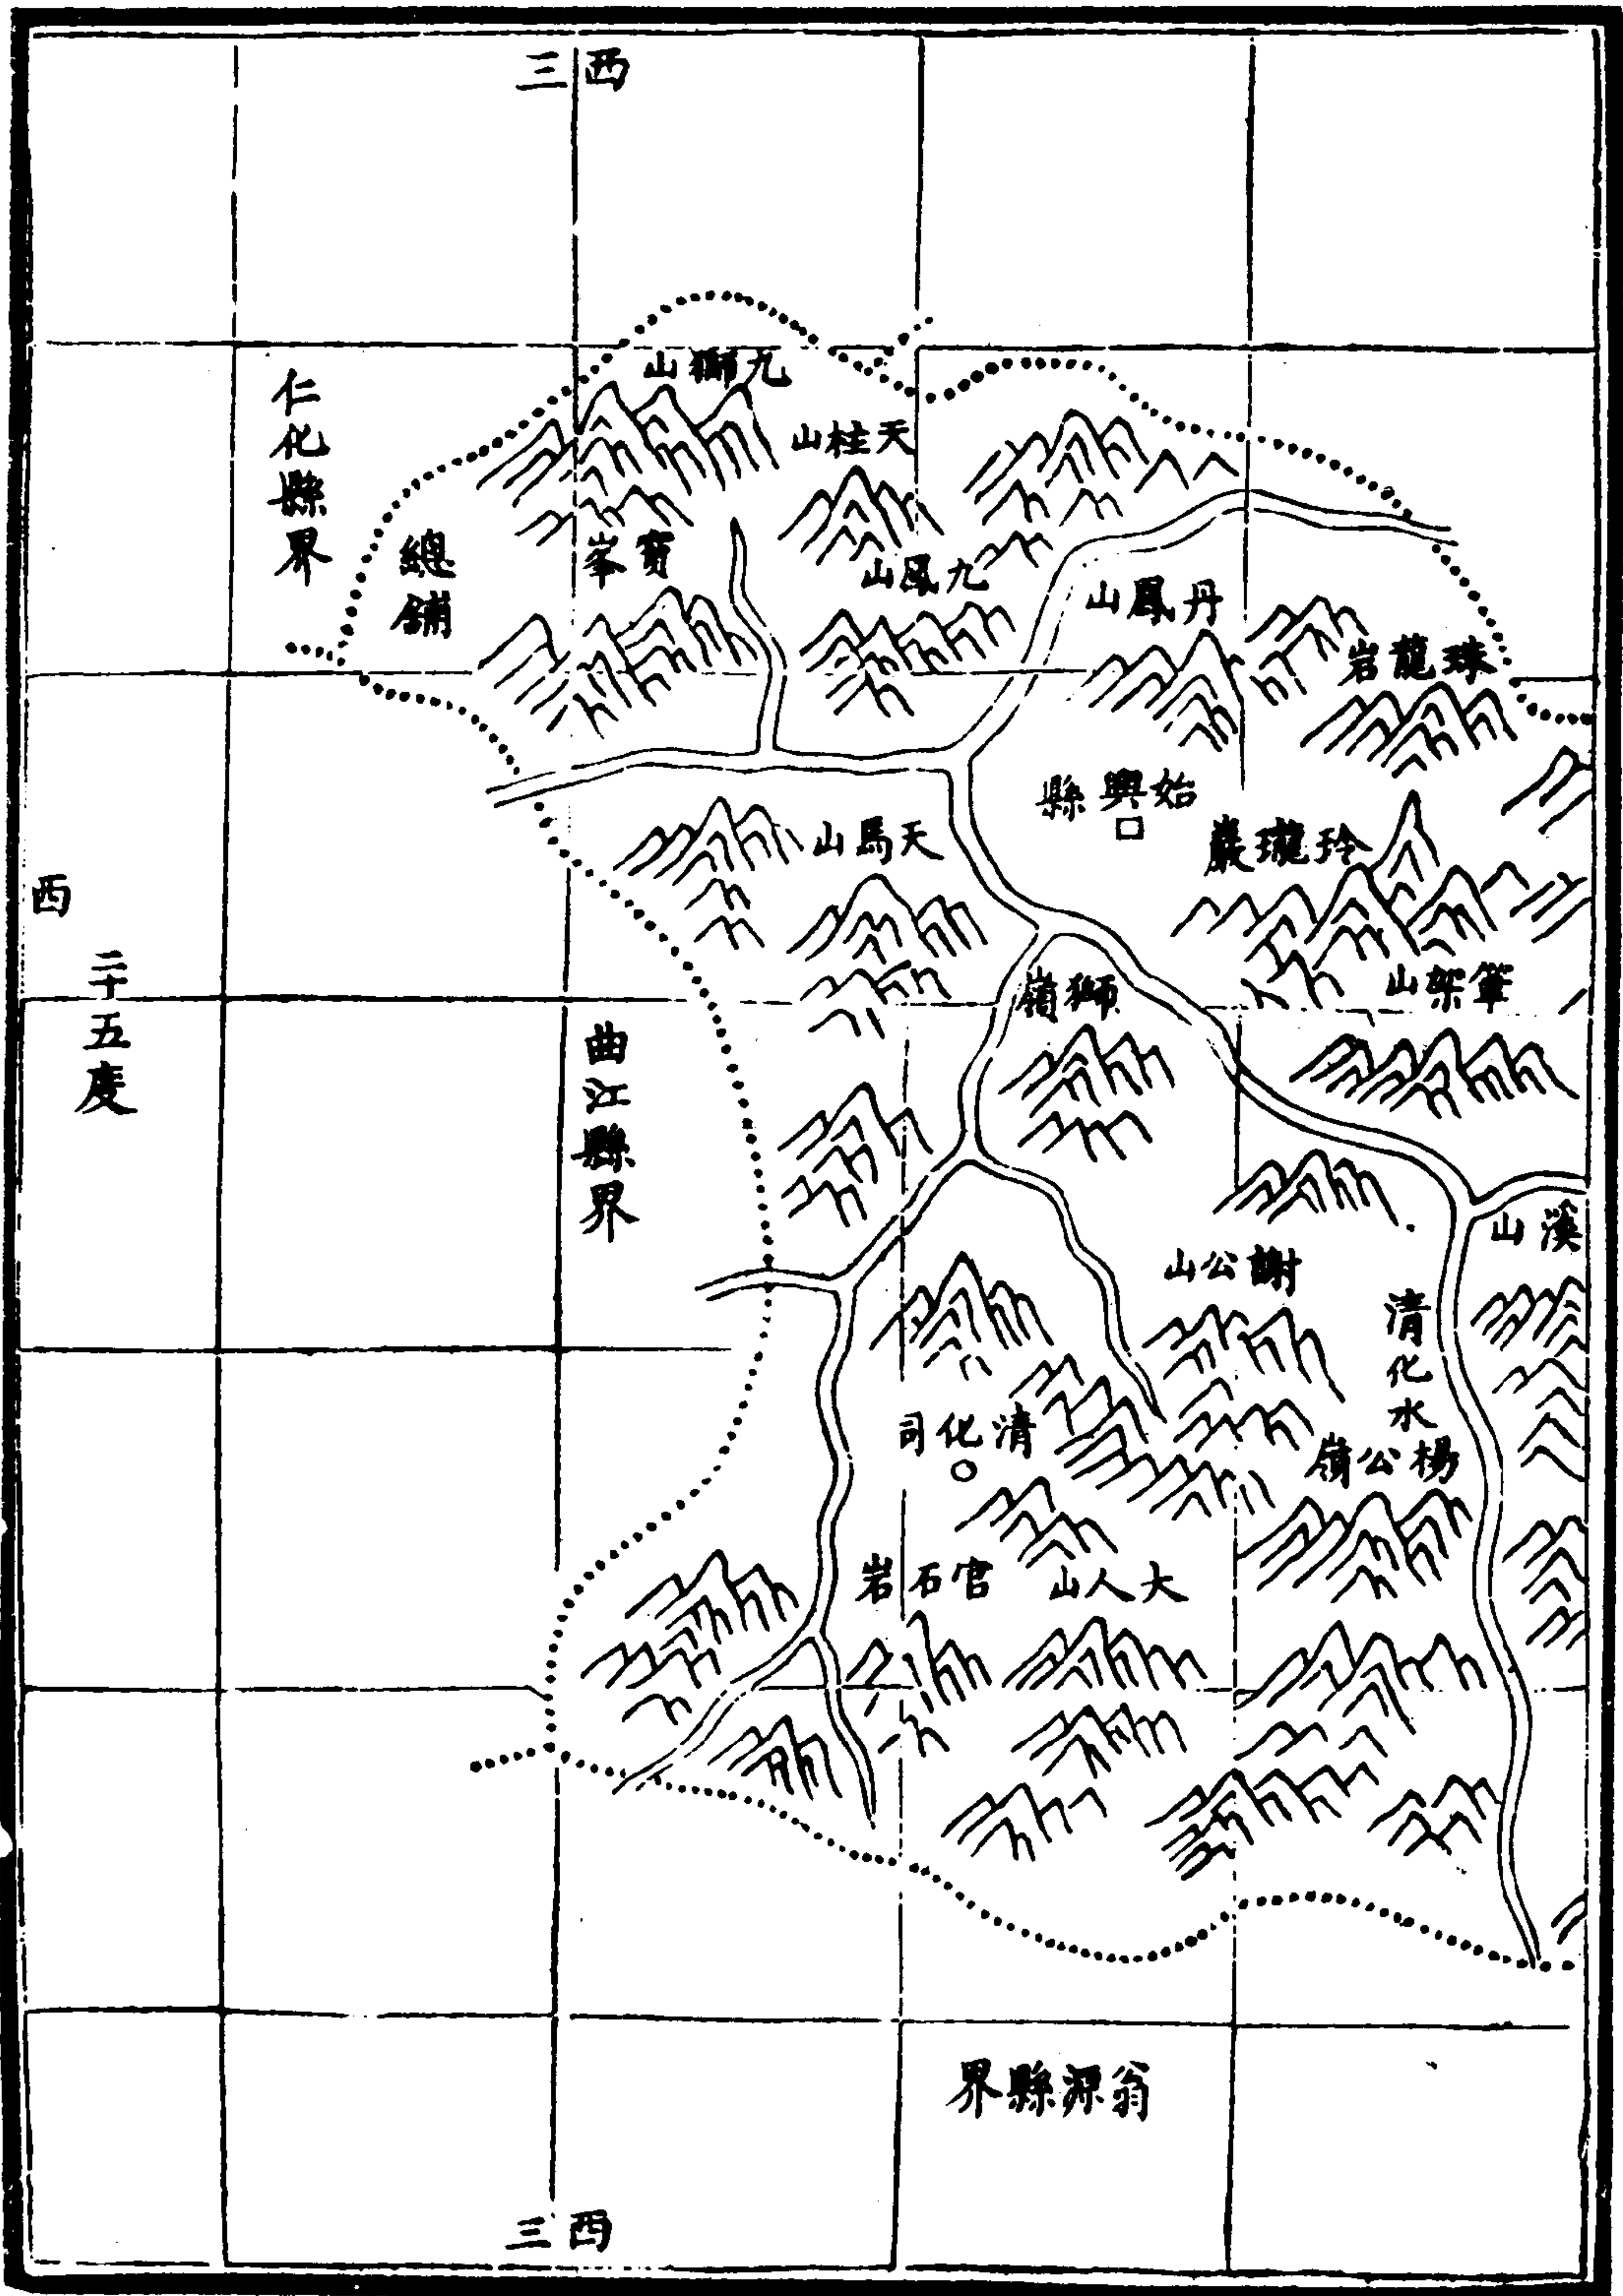 西三
九獅山
天柱山
仁化縣界
總鋪
寶峯
九鳳山
丹鳳山
珠龍岩
始興縣
玲瓏巖
天馬山
西
二十五度
獅嶺
筆架山
曲江縣界
溪山
謝公山
清化水
清化司
楊公嶺
官石岩
大人山
翁源縣界
西三